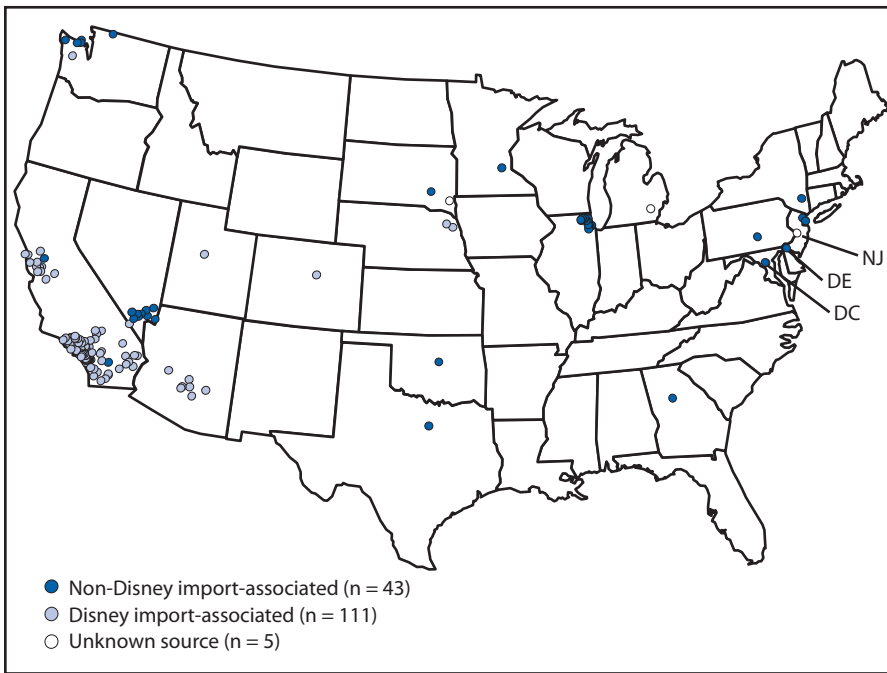 NJ
DE
DC
Non-Disney import-associated (n = 43)
Disney import-associated (n = 111)
Unknown source (n = 5)